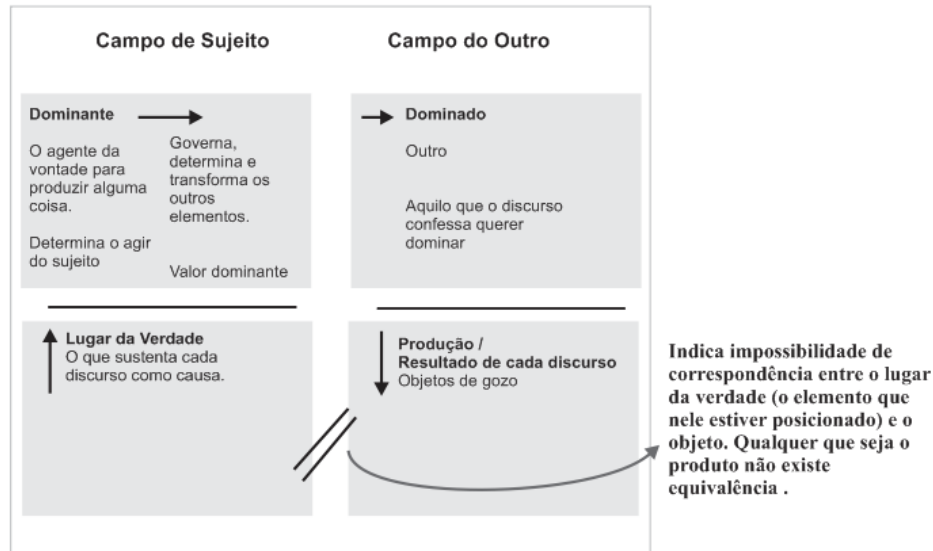 Campo de Sujeito
Campo do Outro
Dominante
O agente da
vontade para
produzir alguma
coisa.
Determina o agir
do sujeito
Governa,
determina e
transforma os
outros
elementos.
Valor dominante
Dominado
Outro
Aquilo que o discurso
confessa querer
dominar
Lugar da Verdade
O que sustenta cada
discurso como causa.
Produção /
Resultado de cada discurso
Objetos de gozo
Indica impossibilidade de
correspondência entre o lugar
da verdade (o elemento que
nele estiver posicionado) e o
objeto. Qualquer que seja o
produto não existe
equivalência .